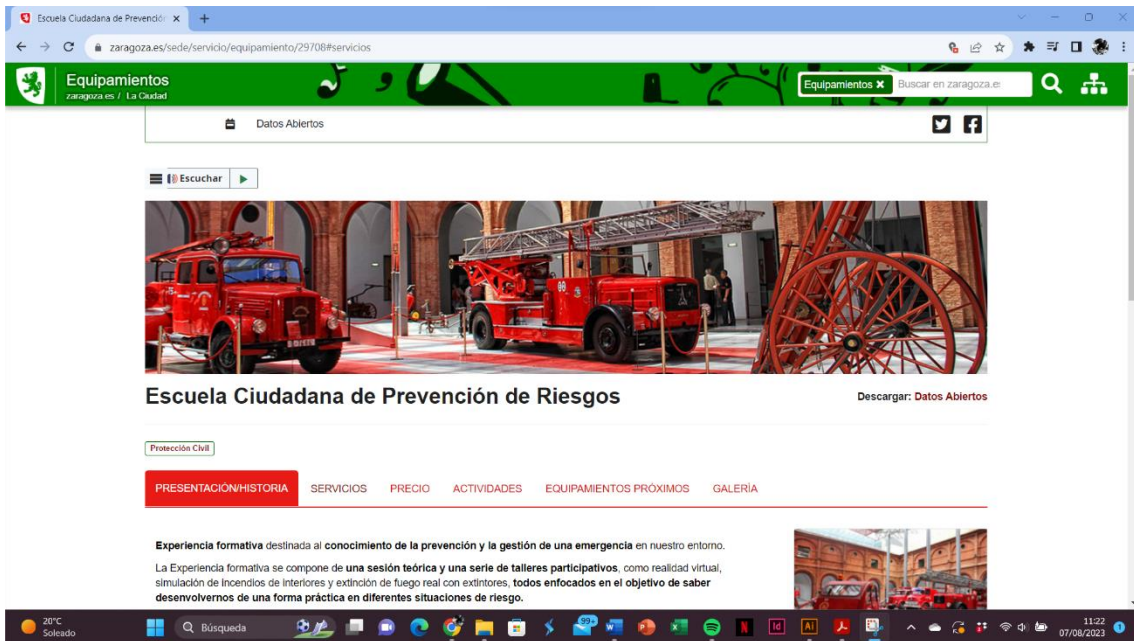 Escuela Ciudadana de Prevenció
zaragoza.es/sede/servicio/equipamiento/29708#servicios
Equipamientos
zaragoza.es / La Ciudad
Equipamientos ✖ Buscar en zaragoza.e
Datos Abiertos
Escuchar
Escuela Ciudadana de Prevención de Riesgos
Descargar: Datos Abiertos
Protección Civil
PRESENTACIÓN/HISTORIA SERVICIOS PRECIO ACTIVIDADES EQUIPAMIENTOS PRÓXIMOS GALERÍA
Experiencia formativa destinada al conocimiento de la prevención y la gestión de una emergencia en nuestro entorno.
La Experiencia formativa se compone de una sesión teórica y una serie de talleres participativos, como realidad virtual,
simulación de incendios de interiores y extinción de fuego real con extintores, todos enfocados en el objetivo de saber
desenvolvernos de una forma práctica en diferentes situaciones de riesgo.
20°C
Soleado
Búsqueda
99+
11:22
07/08/2023
1